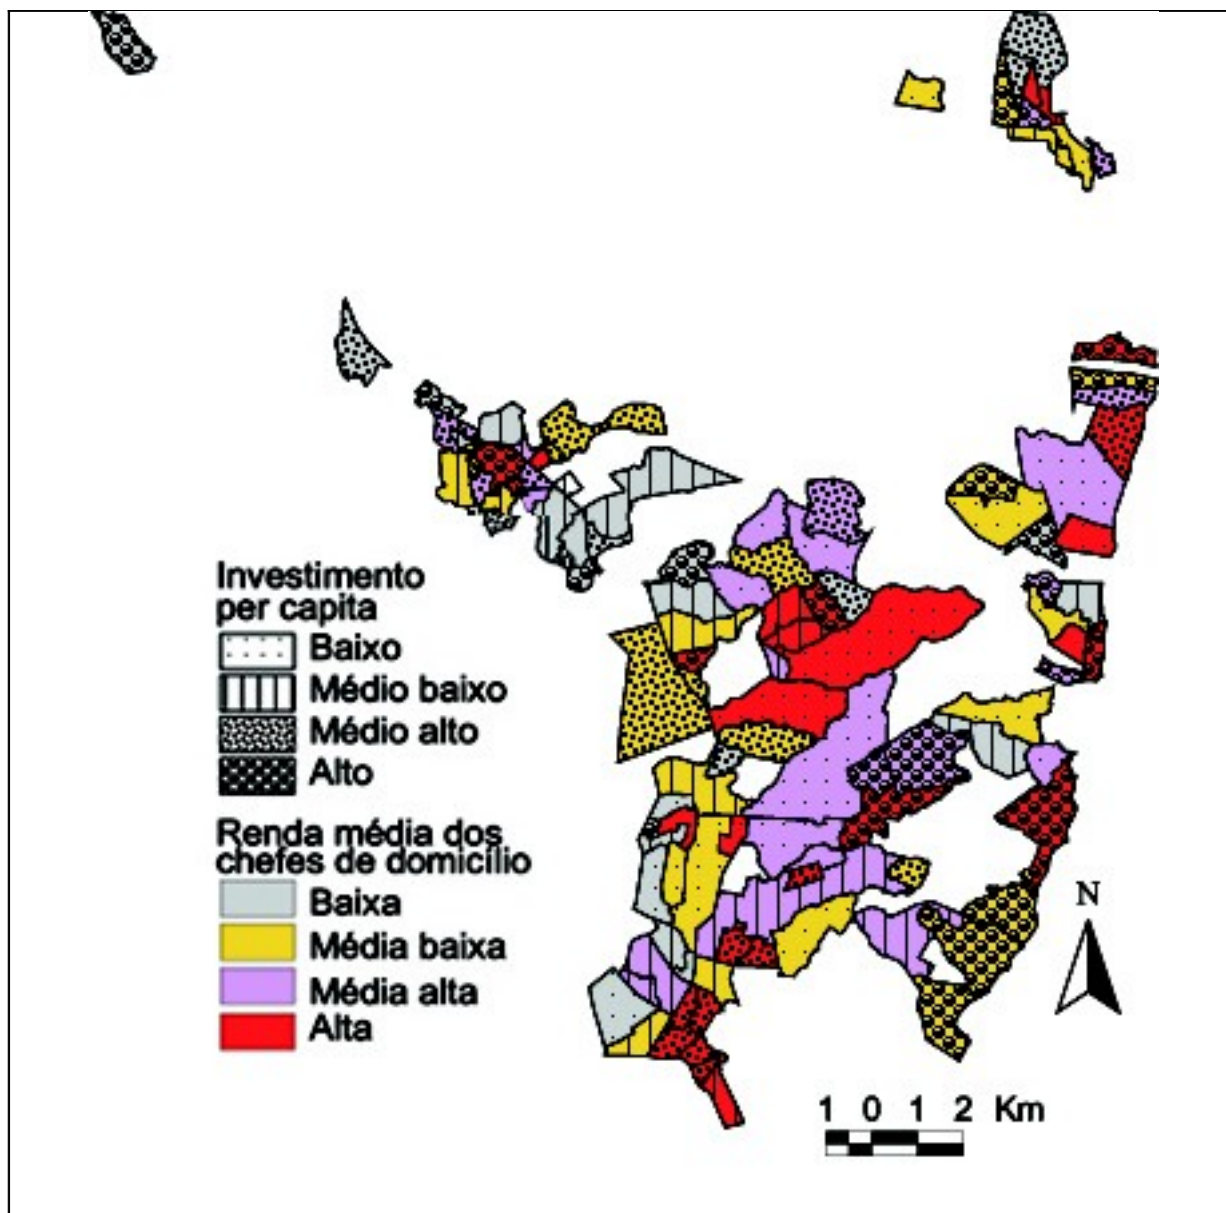 Investimento
per capita
Baixo
Médio baixo
Médio alto
Alto
Renda média dos
chefes de domicílio
Baixa
Média baixa
Média alta
Alta
N
1 0 1 2 Km